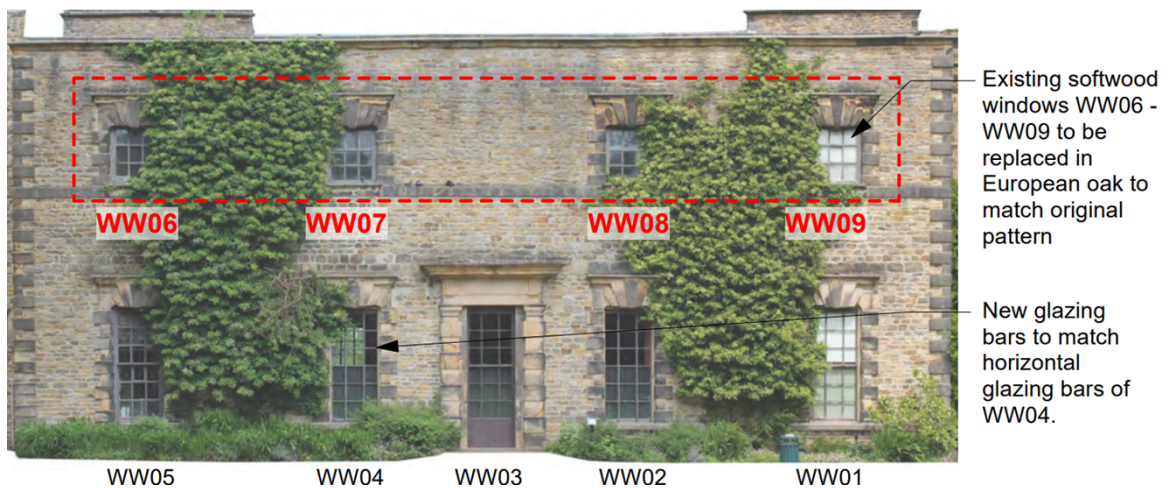 Existing softwood
windows WW06 -
WW09 to be
replaced in
European oak to
match original
pattern
WW06 WW07 WW08 WW09
New glazing
bars to match
horizontal
glazing bars of
WW04.
WW05 WW04 WW03 WW02 WW01